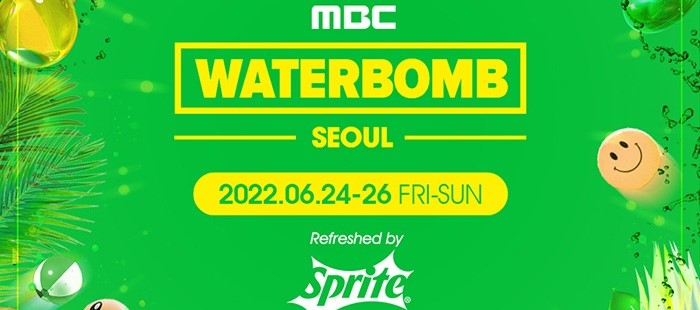 MBC
WATERBOMB
SEOUL
2022.06.24-26 FRI-SUN
Refreshed by
Sprite®